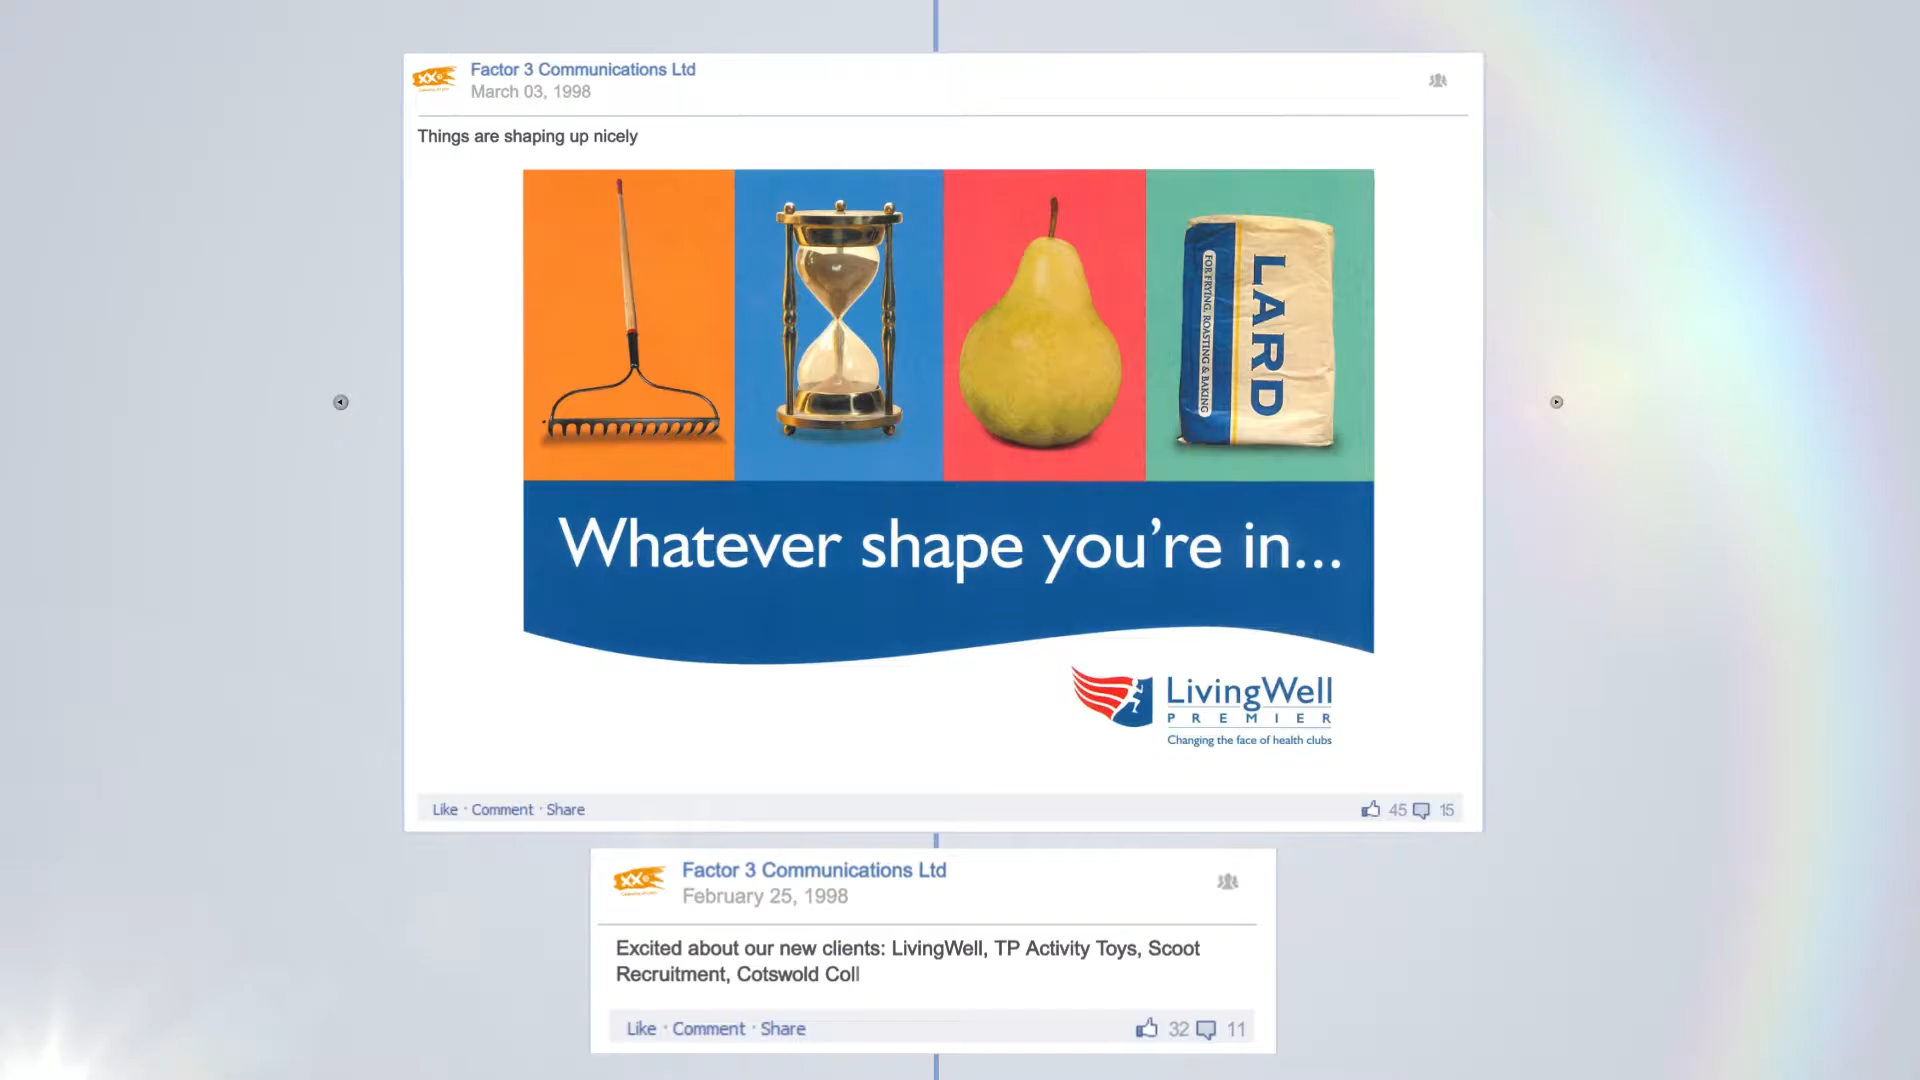 Factor 3 Communications Ltd
March 03, 1998
Things are shaping up nicely
LARD
FOR FRYING, ROASTING & BAKING
Whatever shape you're in...
LivingWell
PREMIER
Changing the face of health clubs
Like · Comment · Share
45 15
Factor 3 Communications Ltd
February 25, 1998
Excited about our new clients: LivingWell, TP Activity Toys, Scoot
Recruitment, Cotswold Coll
Like · Comment · Share
32 11